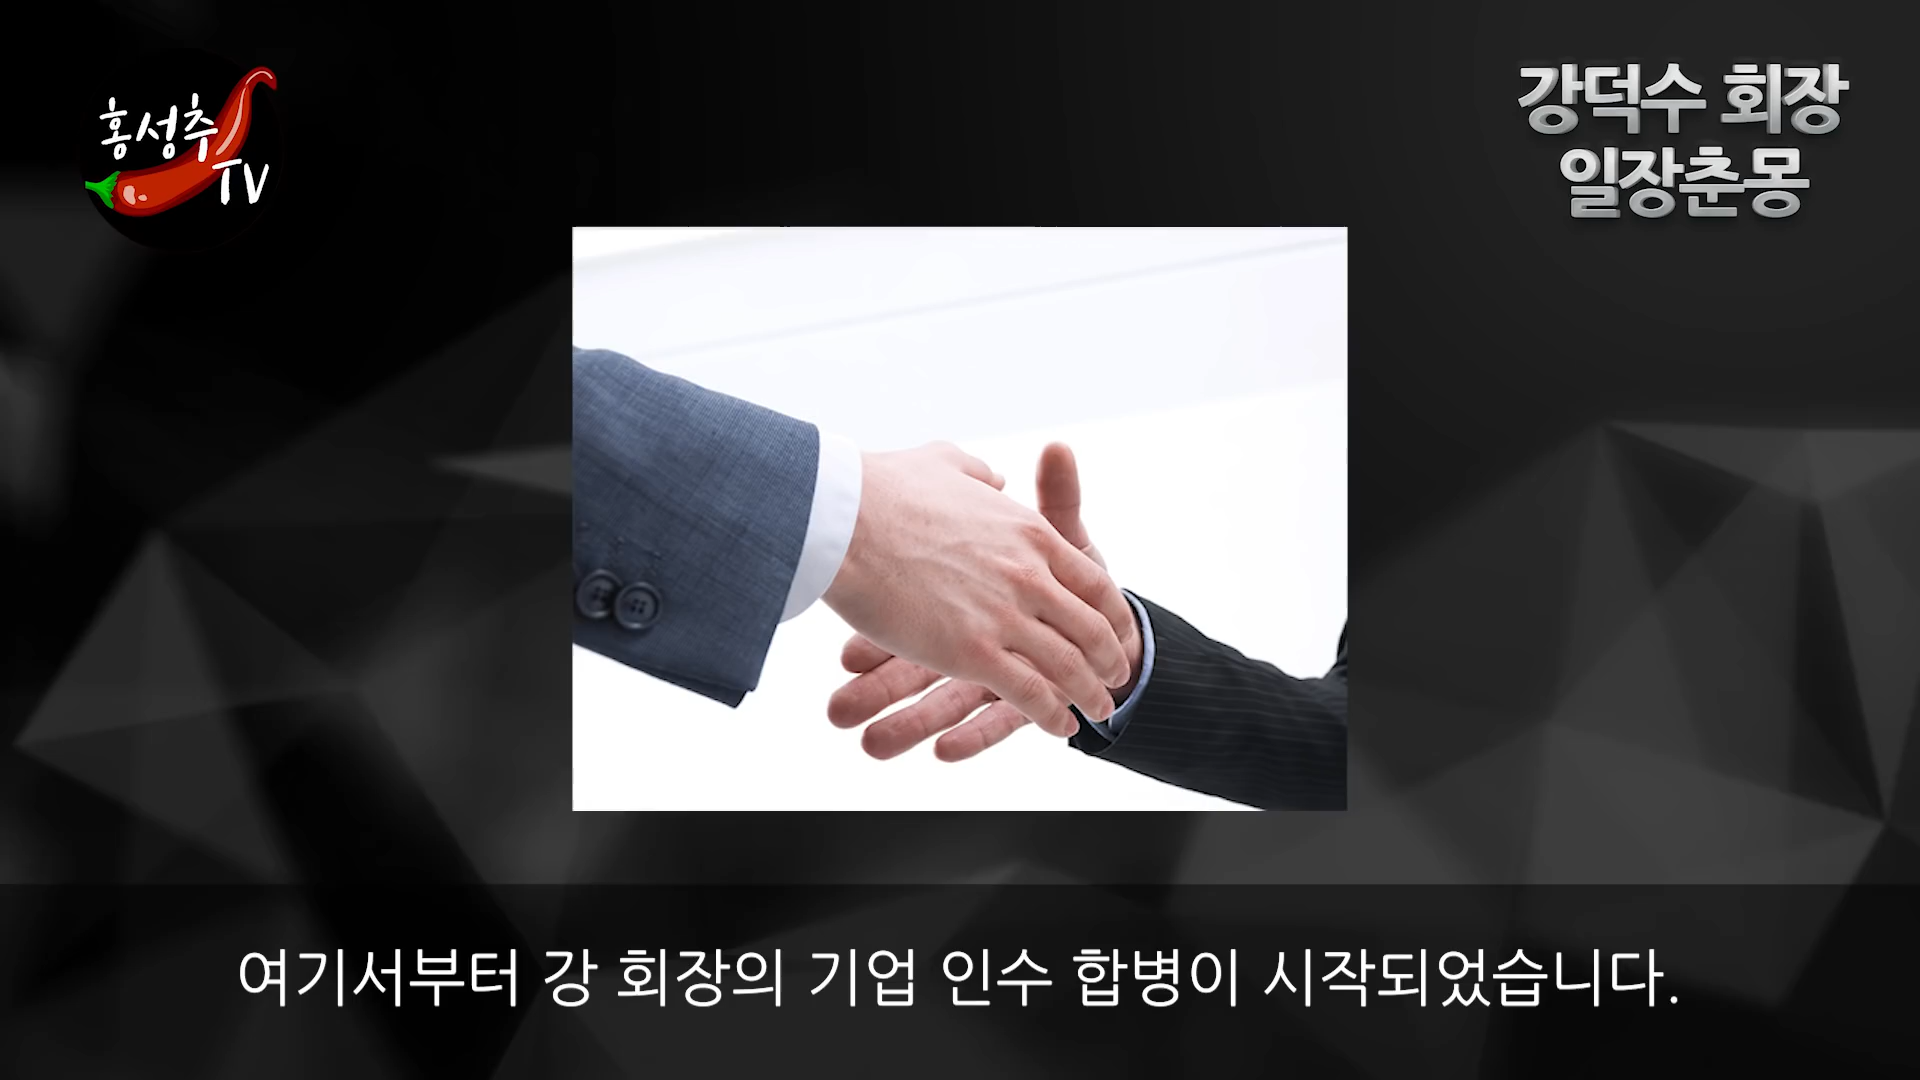 홍성추
TV
강덕수 회장
일장춘몽
여기서부터 강 회장의 기업 인수 합병이 시작되었습니다.